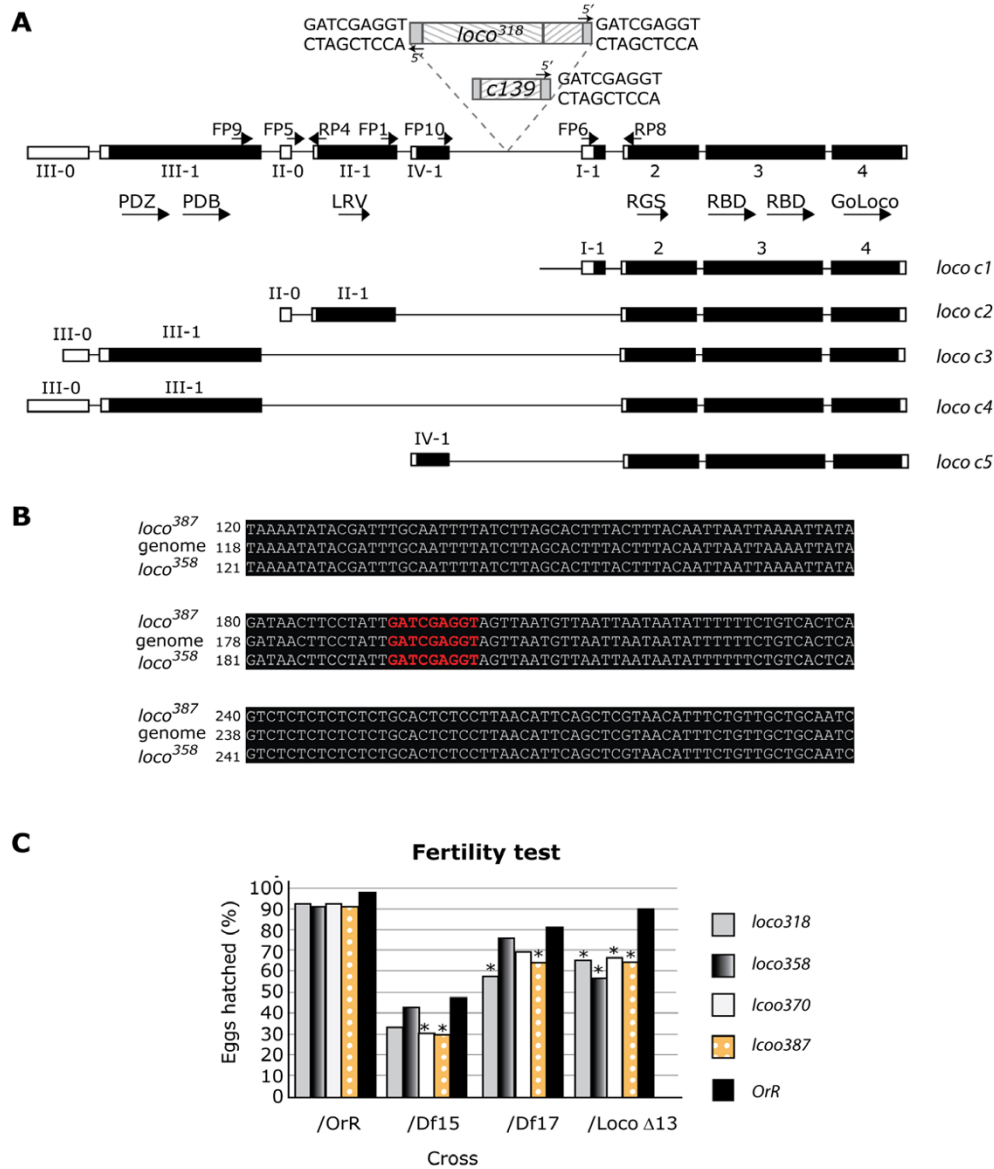 A
GATCGAGGT
CTAGCTCCA
5'
loco318
5'
GATCGAGGT
CTAGCTCCA
c139
5'
GATCGAGGT
CTAGCTCCA
FP9 FP5 RP4 FP1 FP10 FP6 RP8
III-0 III-1 II-0 II-1 IV-1 I-1 2 3 4
PDZ PDB LRV RGS RBD RBD GoLoco
I-1 2 3 4 loco c1
II-0 II-1 loco c2
III-0 III-1 loco c3
III-0 III-1 loco c4
IV-1 loco c5
B
loco387 120 TAAAATATACGATTTGCAATTTTATCTTAGCACTTTACTTTACAATTAATTAAAATTATA
genome 118 TAAAATATACGATTTGCAATTTTATCTTAGCACTTTACTTTACAATTAATTAAAATTATA
loco358 121 TAAAATATACGATTTGCAATTTTATCTTAGCACTTTACTTTACAATTAATTAAAATTATA
loco387 180 GATAACTTCCTATTGATCGAGGTAGTTAATGTTAATTAATAATATTTTTTCTGTCACTCA
genome 178 GATAACTTCCTATTGATCGAGGTAGTTAATGTTAATTAATAATATTTTTTCTGTCACTCA
loco358 181 GATAACTTCCTATTGATCGAGGTAGTTAATGTTAATTAATAATATTTTTTCTGTCACTCA
loco387 240 GTCTCTCTCTCTCTGCACTCTCCTTAACATTCAGCTCGTAACATTTCTGTTGCTGCAATC
genome 238 GTCTCTCTCTCTCTGCACTCTCCTTAACATTCAGCTCGTAACATTTCTGTTGCTGCAATC
loco358 241 GTCTCTCTCTCTCTGCACTCTCCTTAACATTCAGCTCGTAACATTTCTGTTGCTGCAATC
C
Fertility test
Eggs hatched (%)
100
90
80
70
60
50
40
30
20
10
0
* * * * * * * *
/OrR /Df15 /Df17 /Loco Δ13
Cross
loco318
loco358
lcoo370
lcoo387
OrR